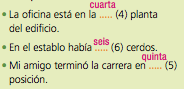 cuarta
• La oficina está en la ..... (4) planta
del edificio.
seis
• En el establo había ..... (6) cerdos.
quinta
• Mi amigo terminó la carrera en ..... (5)
posición.